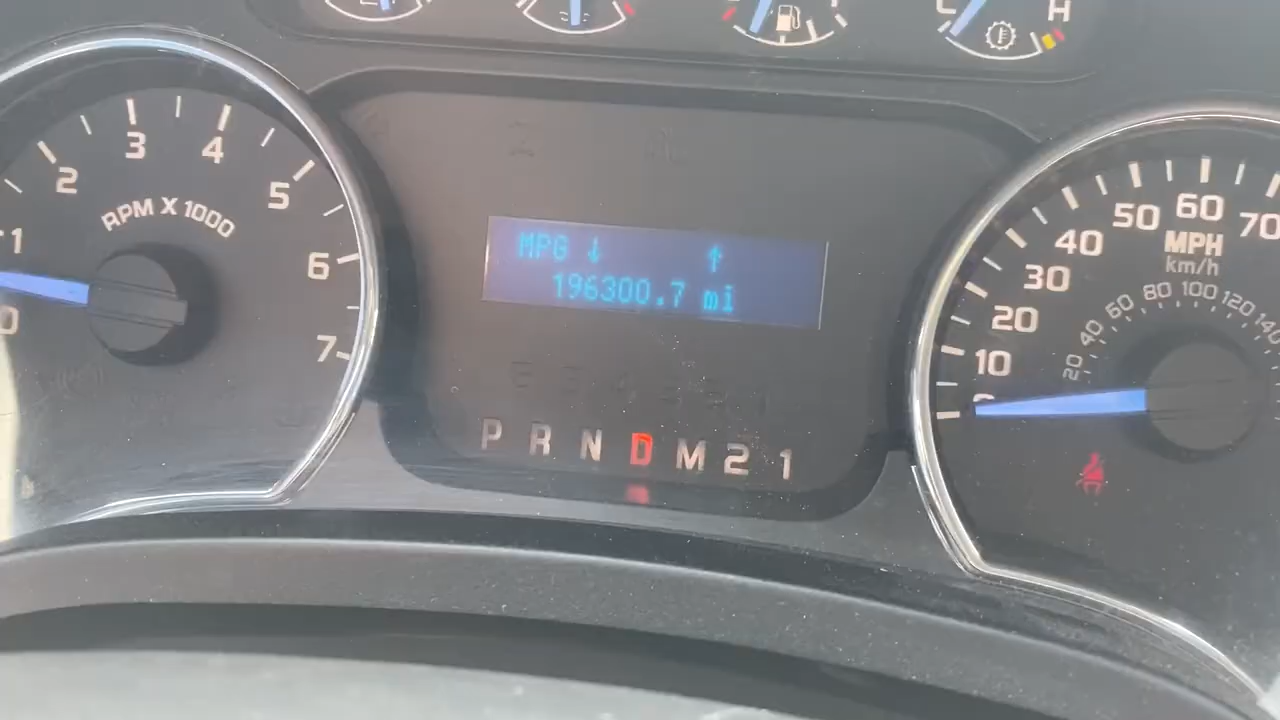 C H
1 2 3 4 5 6 7
RPM X 1000
0
MPG ↓ ↑
196300.7 mi
P R N D M 2 1
10 20 30 40 50 60 70
MPH
km/h
20 40 60 80 100 120 140
0